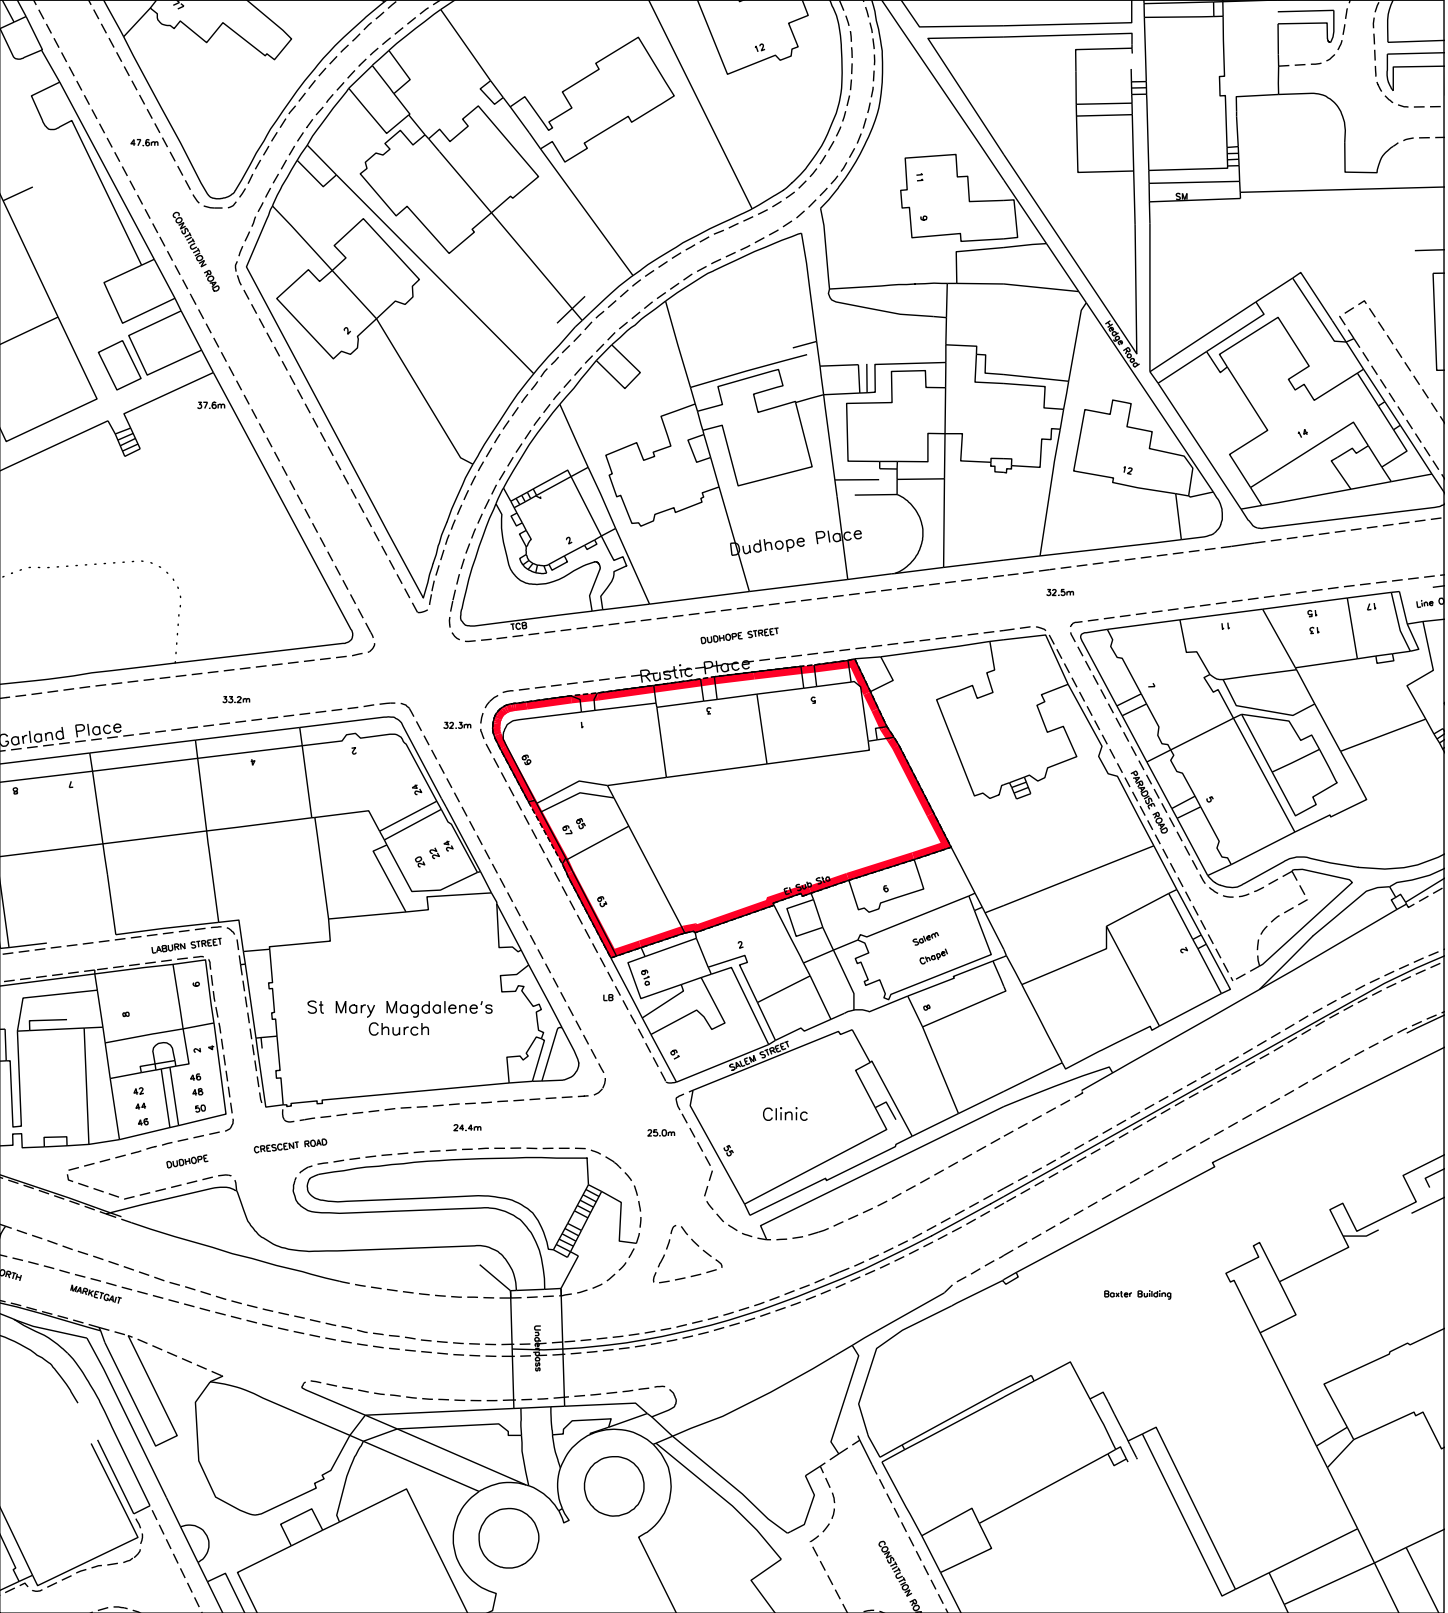 77
12
47.6m
11
9
SM
CONSTITUTION ROAD
2
Hedge Road
37.6m
14
12
2
Dudhope Place
32.5m
17
15
13
11
Line O
TCB
DUDHOPE STREET
Rustic Place
7
33.2m
32.3m
1
3
5
Garland Place
2
4
7
8
24
69
PARADISE ROAD
5
67
65
24
22
20
El Sub Sta
6
63
LABURN STREET
2
Salem
Chapel
2
61a
6
8
LB
St Mary Magdalene's
Church
8
2
4
61
SALEM STREET
46
48
50
42
44
46
Clinic
24.4m
25.0m
55
CRESCENT ROAD
DUDHOPE
ORTH
MARKETGAIT
Baxter Building
Underpass
CONSTITUTION ROA